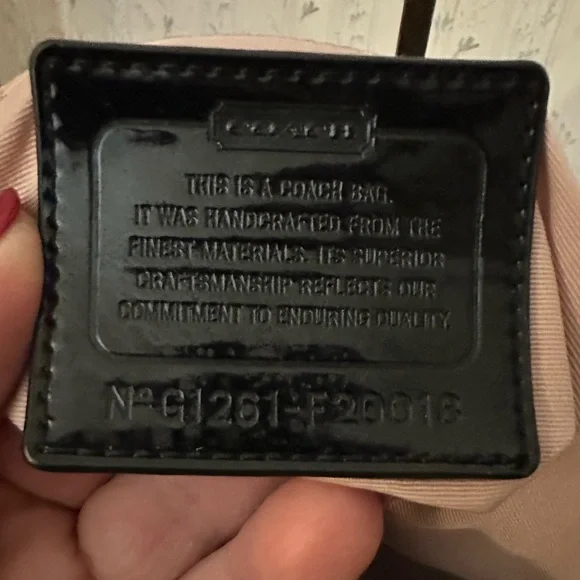 COACH
THIS IS A COACH BAG.
IT WAS HANDCRAFTED FROM THE
FINEST MATERIALS. ITS SUPERIOR
CRAFTSMANSHIP REFLECTS OUR
COMMITMENT TO ENDURING QUALITY.
Nº G1261-F20018